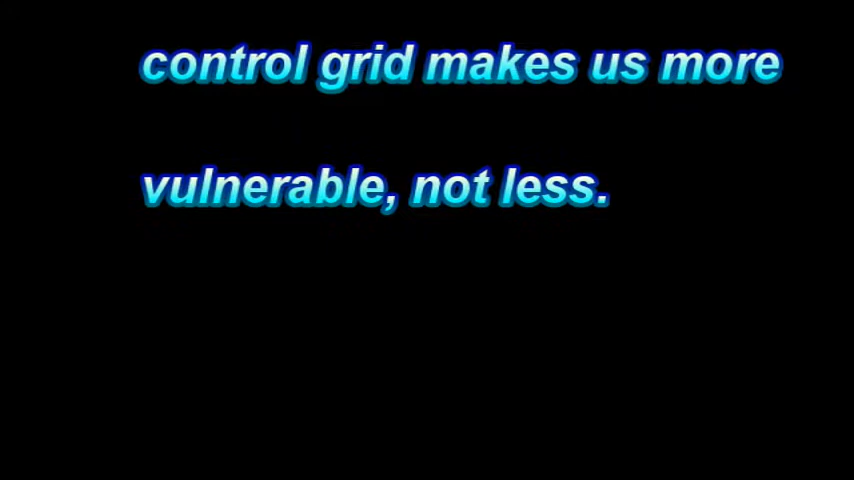 control grid makes us more
vulnerable, not less.